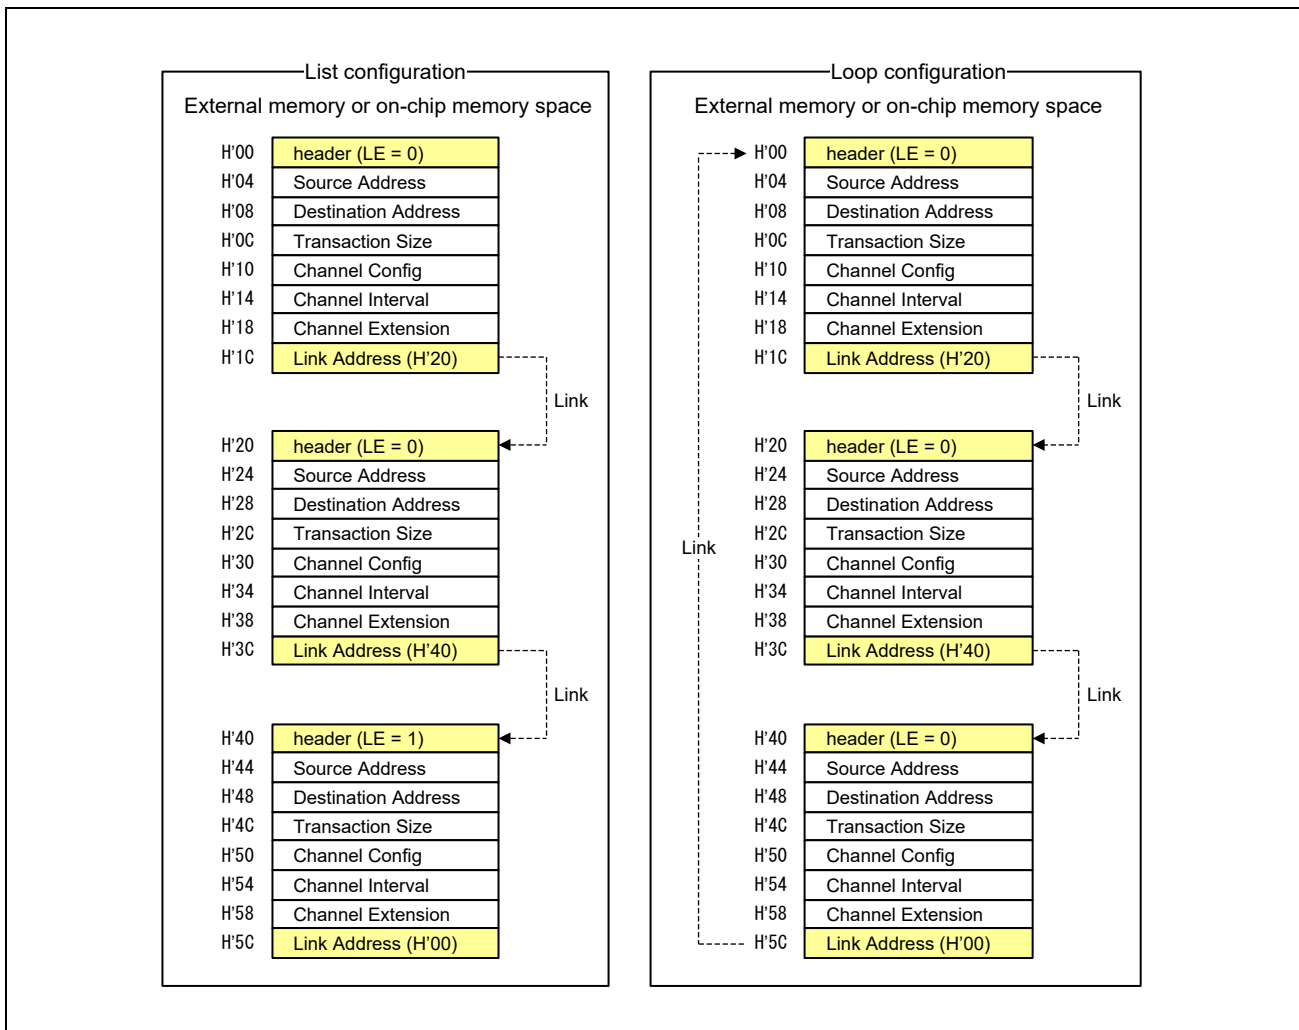 List configuration
External memory or on-chip memory space
H'00 header (LE = 0)
H'04 Source Address
H'08 Destination Address
H'0C Transaction Size
H'10 Channel Config
H'14 Channel Interval
H'18 Channel Extension
H'1C Link Address (H'20)
Link
H'20 header (LE = 0)
H'24 Source Address
H'28 Destination Address
H'2C Transaction Size
H'30 Channel Config
H'34 Channel Interval
H'38 Channel Extension
H'3C Link Address (H'40)
Link
H'40 header (LE = 1)
H'44 Source Address
H'48 Destination Address
H'4C Transaction Size
H'50 Channel Config
H'54 Channel Interval
H'58 Channel Extension
H'5C Link Address (H'00)
Loop configuration
External memory or on-chip memory space
H'00 header (LE = 0)
H'04 Source Address
H'08 Destination Address
H'0C Transaction Size
H'10 Channel Config
H'14 Channel Interval
H'18 Channel Extension
H'1C Link Address (H'20)
Link
H'20 header (LE = 0)
H'24 Source Address
H'28 Destination Address
H'2C Transaction Size
Link
H'30 Channel Config
H'34 Channel Interval
H'38 Channel Extension
H'3C Link Address (H'40)
Link
H'40 header (LE = 0)
H'44 Source Address
H'48 Destination Address
H'4C Transaction Size
H'50 Channel Config
H'54 Channel Interval
H'58 Channel Extension
H'5C Link Address (H'00)